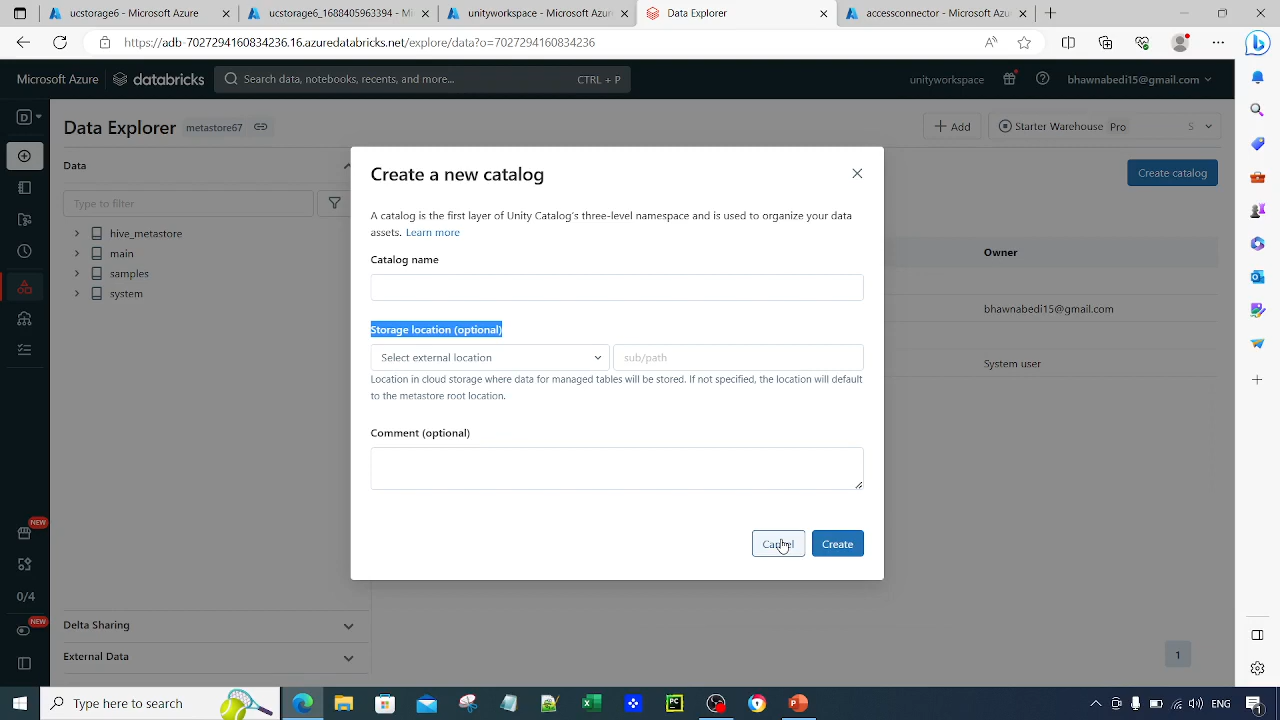 ustorage6 - Microsoft Azu
ustorage6_1688409596394 - Mi
uworkspace - Microsoft Azure
Data Explorer
accessconnector - Microsoft Azu
https://adb-7027294160834236.16.azuredatabricks.net/explore/data?o=7027294160834236
Microsoft Azure
databricks
Search data, notebooks, recents, and more...
CTRL + P
unityworkspace
bhawnabedi15@gmail.com
D
Data Explorer
metastore67
Add
Starter Warehouse
Pro
S
Data
Create a new catalog
Create catalog
Type to filter
A catalog is the first layer of Unity Catalog's three-level namespace and is used to organize your data
assets. Learn more
hive_metastore
main
samples
system
Catalog name
Owner
bhawnabedi15@gmail.com
Storage location (optional)
Select external location
sub/path
System user
Location in cloud storage where data for managed tables will be stored. If not specified, the location will default
to the metastore root location.
Comment (optional)
NEW
Cancel
Create
0/4
NEW
Delta Sharing
External Data
1
Type here to search
ENG